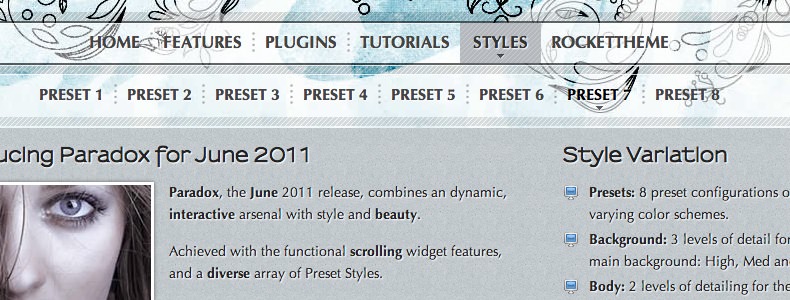 HOME FEATURES PLUGINS TUTORIALS STYLES ROCKETTHEME
PRESET 1 PRESET 2 PRESET 3 PRESET 4 PRESET 5 PRESET 6 PRESET 7 PRESET 8
ucing Paradox for June 2011
Paradox, the June 2011 release, combines an dynamic,
interactive arsenal with style and beauty.
Achieved with the functional scrolling widget features,
and a diverse array of Preset Styles.
Style Variation
Presets: 8 preset configurations o
varying color schemes.
Background: 3 levels of detail for
main background: High, Med an
Body: 2 levels of detailing for the